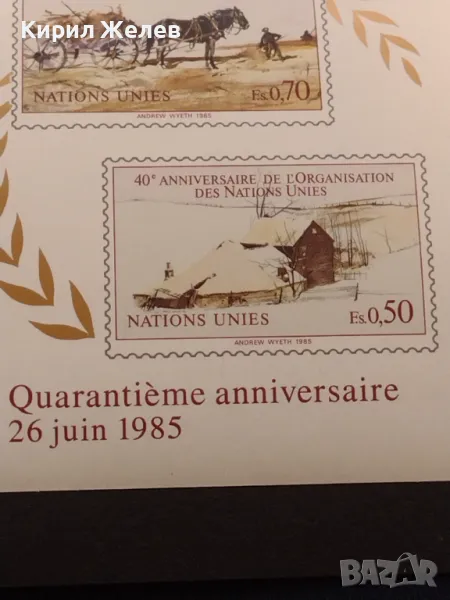 Кирил Желев
NATIONS UNIES
Fs.0,70
ANDREW WYETH 1985
40e ANNIVERSAIRE DE L'ORGANISATION
DES NATIONS UNIES
NATIONS UNIES
Fs.0,50
ANDREW WYETH 1985
Quarantième anniversaire
26 juin 1985
bazar